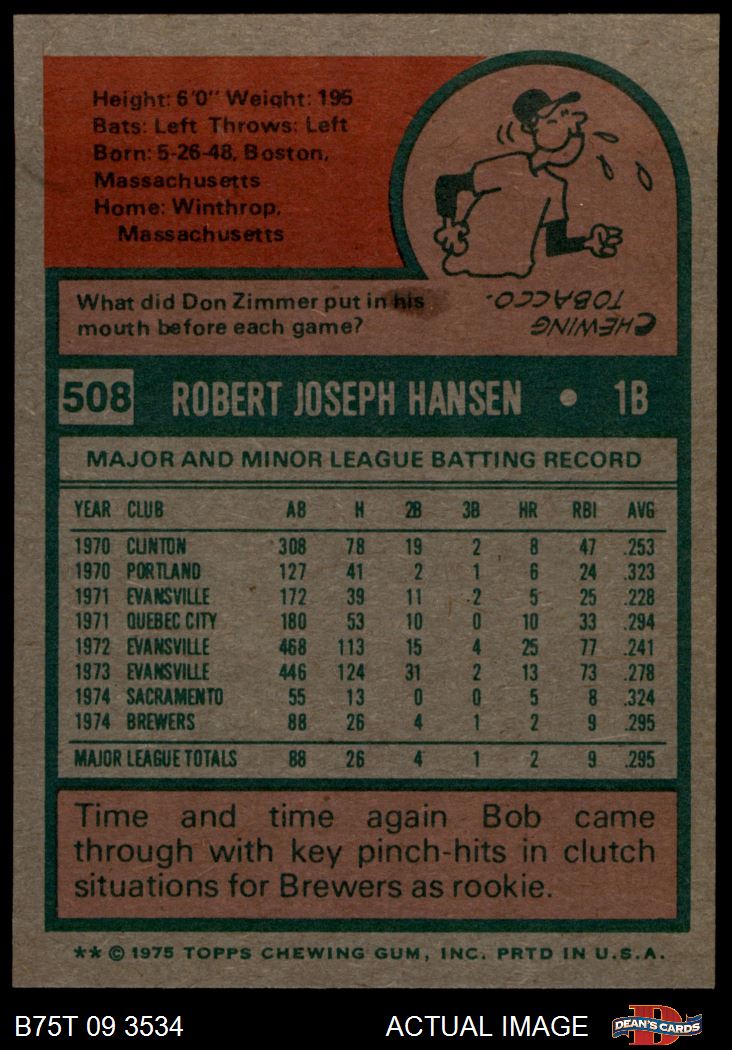 Height: 6'0" Weight: 195
Bats: Left Throws: Left
Born: 5-26-48, Boston,
Massachusetts
Home: Winthrop,
Massachusetts
What did Don Zimmer put in his
mouth before each game?
CHEWING
TOBACCO.
508 ROBERT JOSEPH HANSEN • 1B
MAJOR AND MINOR LEAGUE BATTING RECORD
YEAR CLUB AB H 2B 3B HR RBI AVG
1970 CLINTON 308 78 19 2 8 47 .253
1970 PORTLAND 127 41 2 1 6 24 .323
1971 EVANSVILLE 172 39 11 2 5 25 .228
1971 QUEBEC CITY 180 53 10 0 10 33 .294
1972 EVANSVILLE 468 113 15 4 25 77 .241
1973 EVANSVILLE 446 124 31 2 13 73 .278
1974 SACRAMENTO 55 13 0 0 5 8 .324
1974 BREWERS 88 26 4 1 2 9 .295
MAJOR LEAGUE TOTALS 88 26 4 1 2 9 .295
Time and time again Bob came
through with key pinch-hits in clutch
situations for Brewers as rookie.
** © 1975 TOPPS CHEWING GUM, INC. PRTD IN U.S.A.
B75T 09 3534 ACTUAL IMAGE D DEAN'S CARDS